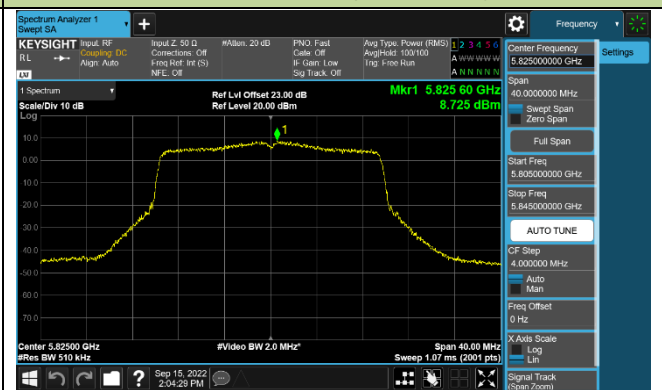 Spectrum Analyzer 1
Swept SA
+
Frequency
KEYSIGHT
RL
LXI
Input: RF
Coupling: DC
Align: Auto
Input Z: 50 Ω
Corrections: Off
Freq Ref: Int (S)
NFE: Off
#Atten: 20 dB
PNO: Fast
Gate: Off
IF Gain: Low
Sig Track: Off
Avg Type: Power (RMS)
Avg|Hold: 100/100
Trig: Free Run
1 2 3 4 5 6
A W W W W W
A N N N N N
1 Spectrum
Scale/Div 10 dB
Log
Ref Lvl Offset 23.00 dB
Ref Level 20.00 dBm
Mkr1 5.825 60 GHz
8.725 dBm
1
10.0
0.00
-10.0
-20.0
-30.0
-40.0
-50.0
-60.0
-70.0
Center 5.82500 GHz
#Res BW 510 kHz
#Video BW 2.0 MHz*
Span 40.00 MHz
Sweep 1.07 ms (2001 pts)
?
Sep 15, 2022
2:04:29 PM
Center Frequency
5.825000000 GHz
Settings
Span
40.0000000 MHz
Swept Span
Zero Span
Full Span
Start Freq
5.805000000 GHz
Stop Freq
5.845000000 GHz
AUTO TUNE
CF Step
4.000000 MHz
Auto
Man
Freq Offset
0 Hz
X Axis Scale
Log
Lin
Signal Track
(Span Zoom)